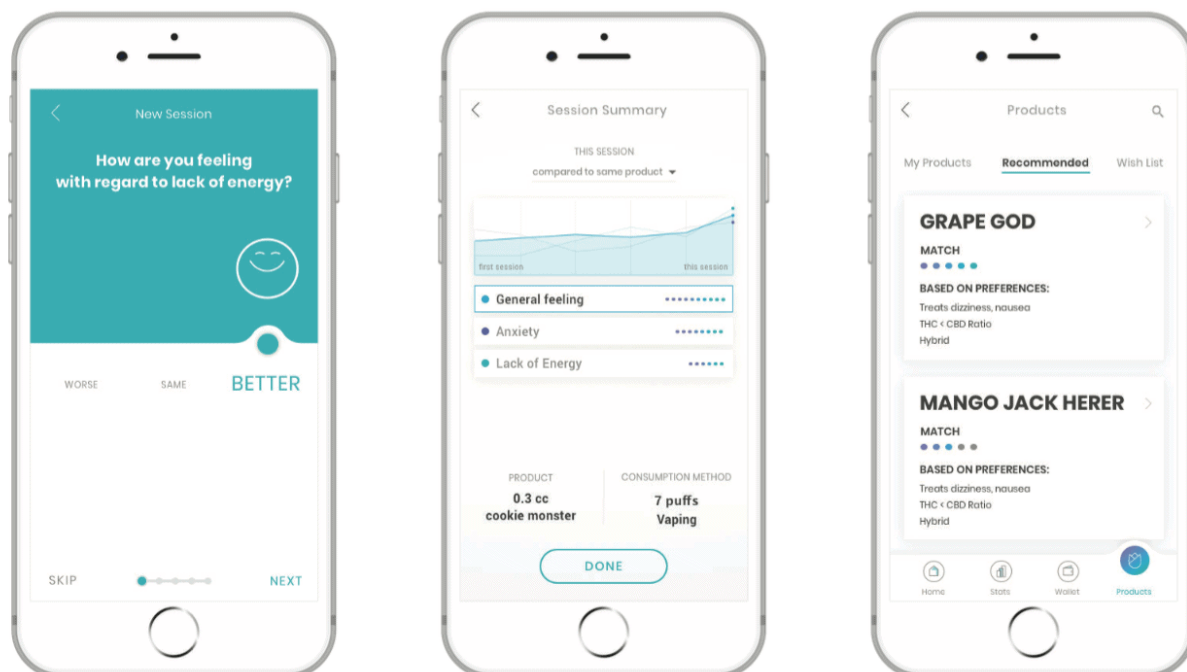 New Session
How are you feeling
with regard to lack of energy?
WORSE
SAME
BETTER
SKIP
NEXT
Session Summary
THIS SESSION
compared to same product
first session
this session
General feeling
Anxiety
Lack of Energy
PRODUCT
0.3 cc
cookie monster
CONSUMPTION METHOD
7 puffs
Vaping
DONE
Products
My Products
Recommended
Wish List
GRAPE GOD
MATCH
BASED ON PREFERENCES:
Treats dizziness, nausea
THC < CBD Ratio
Hybrid
MANGO JACK HERER
MATCH
BASED ON PREFERENCES:
Treats dizziness, nausea
THC < CBD Ratio
Hybrid
Home
Stats
Wallet
Products